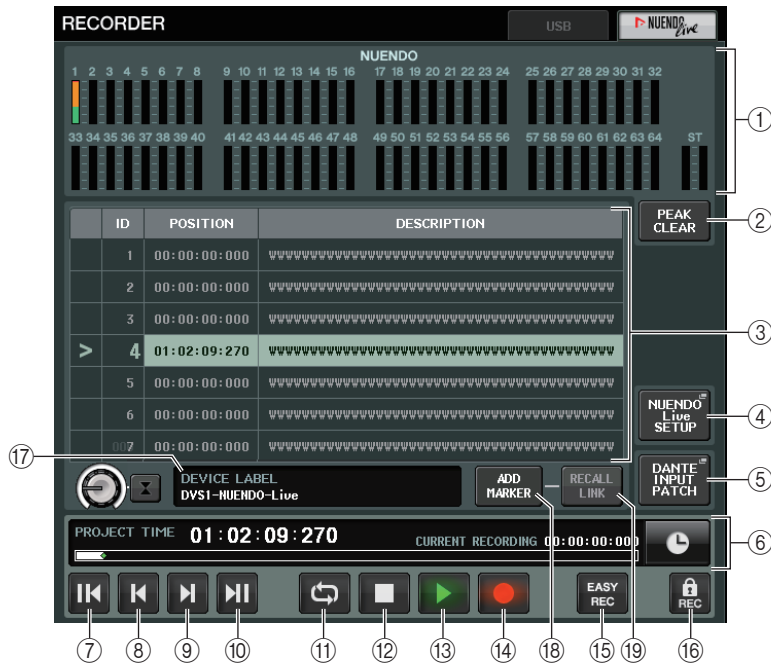 RECORDER
USB
NUENDO Live
NUENDO
1 2 3 4 5 6 7 8 9 10 11 12 13 14 15 16 17 18 19 20 21 22 23 24 25 26 27 28 29 30 31 32
①
33 34 35 36 37 38 39 40 41 42 43 44 45 46 47 48 49 50 51 52 53 54 55 56 57 58 59 60 61 62 63 64 ST
PEAK
CLEAR
②
ID POSITION DESCRIPTION
1 00:00:00:000 WWWWWWWWWWWWWWWWWWWWWWWWWWWWWWWWWWWWWWWWWWWWWWWW
2 00:00:00:000 WWWWWWWWWWWWWWWWWWWWWWWWWWWWWWWWWWWWWWWWWWWWWWWW
3 00:00:00:000 WWWWWWWWWWWWWWWWWWWWWWWWWWWWWWWWWWWWWWWWWWWWWWWW
③
> 4 01:02:09:270 WWWWWWWWWWWWWWWWWWWWWWWWWWWWWWWWWWWWWWWWWWWWWWWW
5 00:00:00:000 WWWWWWWWWWWWWWWWWWWWWWWWWWWWWWWWWWWWWWWWWWWWWWWW
6 00:00:00:000 WWWWWWWWWWWWWWWWWWWWWWWWWWWWWWWWWWWWWWWWWWWWWWWW
NUENDO
Live
SETUP
④
007 00:00:00:000 WWWWWWWWWWWWWWWWWWWWWWWWWWWWWWWWWWWWWWWWWWWWWWWW
⑰
DEVICE LABEL
DVS1-NUENDO-Live
ADD
MARKER
RECALL
LINK
DANTE
INPUT
PATCH
⑤
PROJECT TIME 01:02:09:270 CURRENT RECORDING 00:00:00:000
⑥
EASY
REC
REC
⑦ ⑧ ⑨ ⑩ ⑪ ⑫ ⑬ ⑭ ⑱ ⑮ ⑲ ⑯